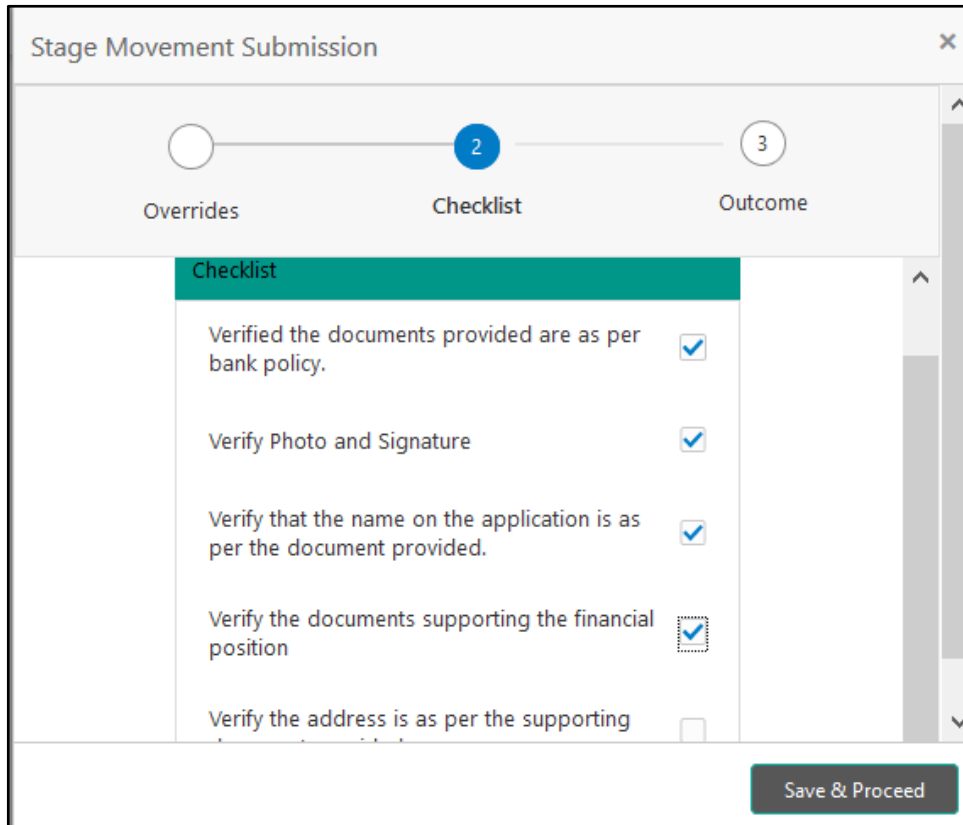 Stage Movement Submission
2
3
Overrides
Checklist
Outcome
Checklist
Verified the documents provided are as per
bank policy.
Verify Photo and Signature
Verify that the name on the application is as
per the document provided.
Verify the documents supporting the financial
position
Verify the address is as per the supporting
Save & Proceed